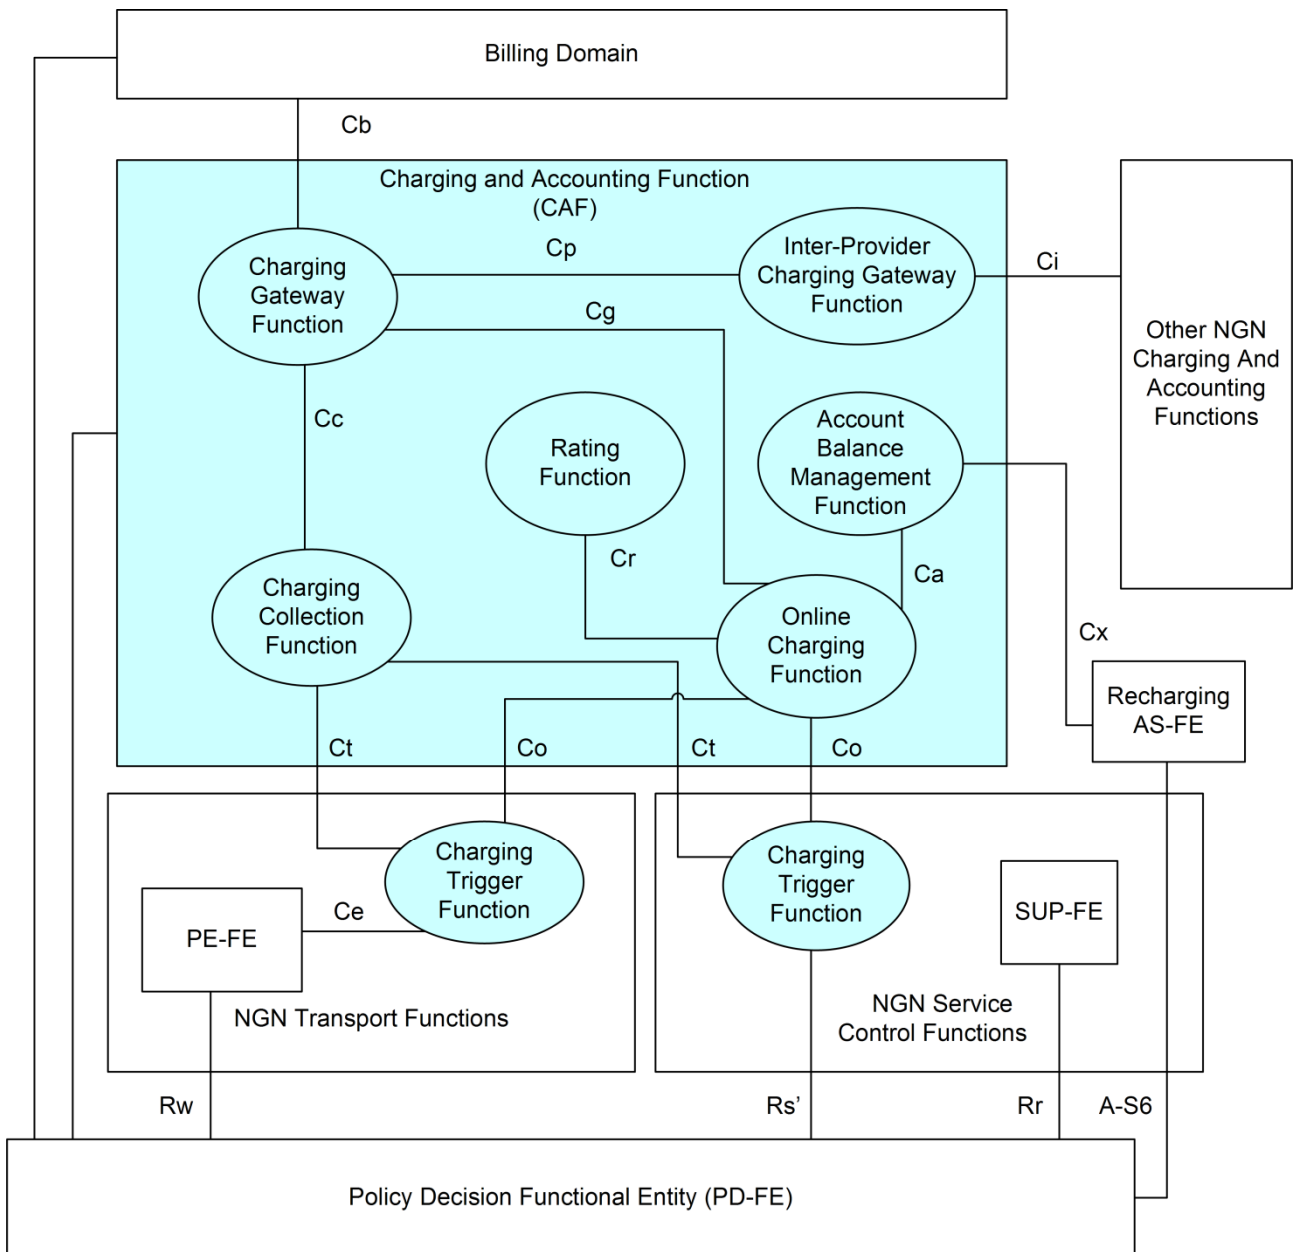 Billing Domain
Cb
Charging and Accounting Function
(CAF)
Charging
Gateway
Function
Cp
Inter-Provider
Charging Gateway
Function
Ci
Cg
Other NGN
Charging And
Accounting
Functions
Cc
Rating
Function
Account
Balance
Management
Function
Cr
Ca
Charging
Collection
Function
Online
Charging
Function
Cx
Recharging
AS-FE
Ct
Co
Ct
Co
Charging
Trigger
Function
Charging
Trigger
Function
SUP-FE
Ce
PE-FE
NGN Transport Functions
NGN Service
Control Functions
Rw
Rs’
Rr
A-S6
Policy Decision Functional Entity (PD-FE)